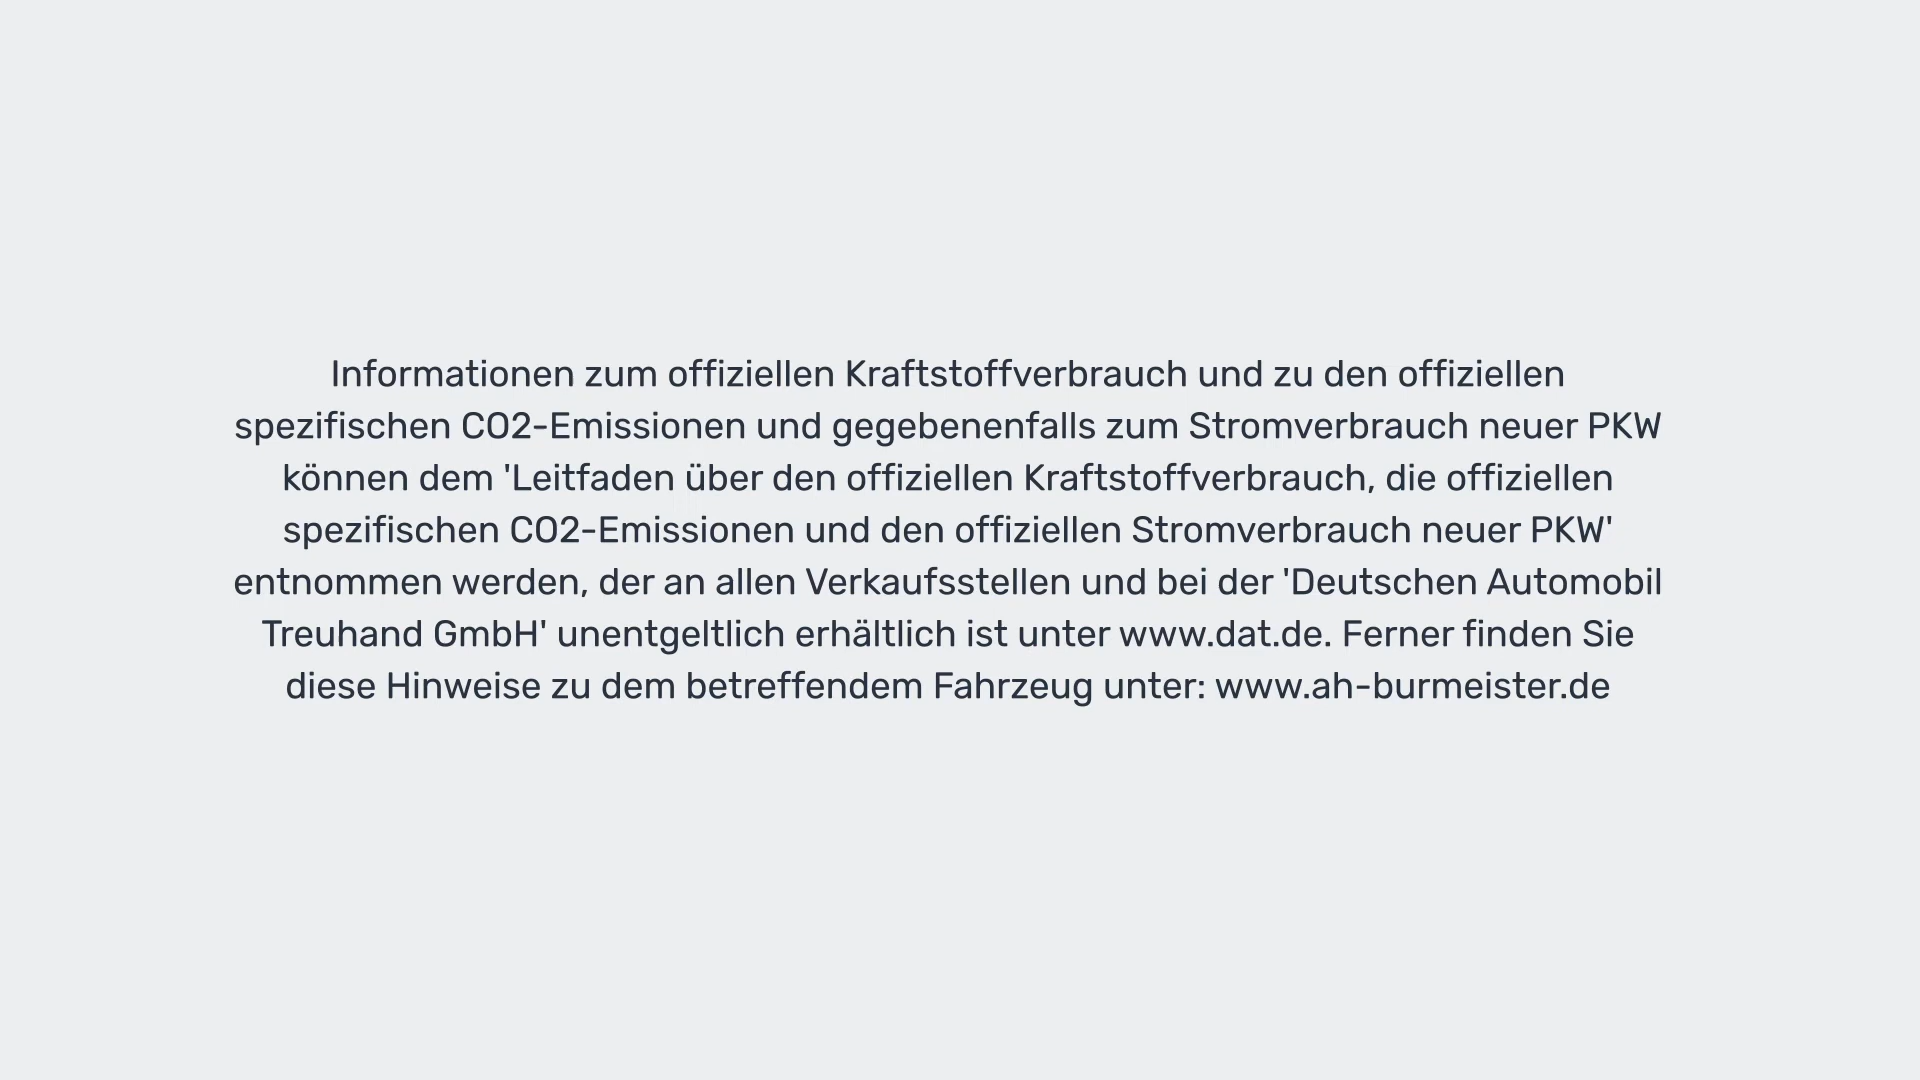 Informationen zum offiziellen Kraftstoffverbrauch und zu den offiziellen
spezifischen CO2-Emissionen und gegebenenfalls zum Stromverbrauch neuer PKW
können dem 'Leitfaden über den offiziellen Kraftstoffverbrauch, die offiziellen
spezifischen CO2-Emissionen und den offiziellen Stromverbrauch neuer PKW'
entnommen werden, der an allen Verkaufsstellen und bei der 'Deutschen Automobil
Treuhand GmbH' unentgeltlich erhältlich ist unter www.dat.de. Ferner finden Sie
diese Hinweise zu dem betreffendem Fahrzeug unter: www.ah-burmeister.de